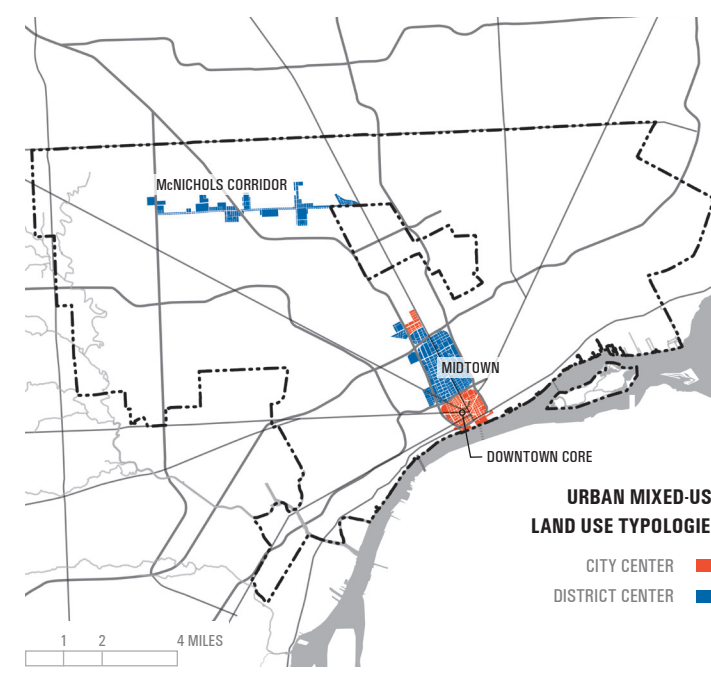 McNICHOLS CORRIDOR
MIDTOWN
DOWNTOWN CORE
URBAN MIXED-US
LAND USE TYPOLOGIE
CITY CENTER
DISTRICT CENTER
1 2 4 MILES